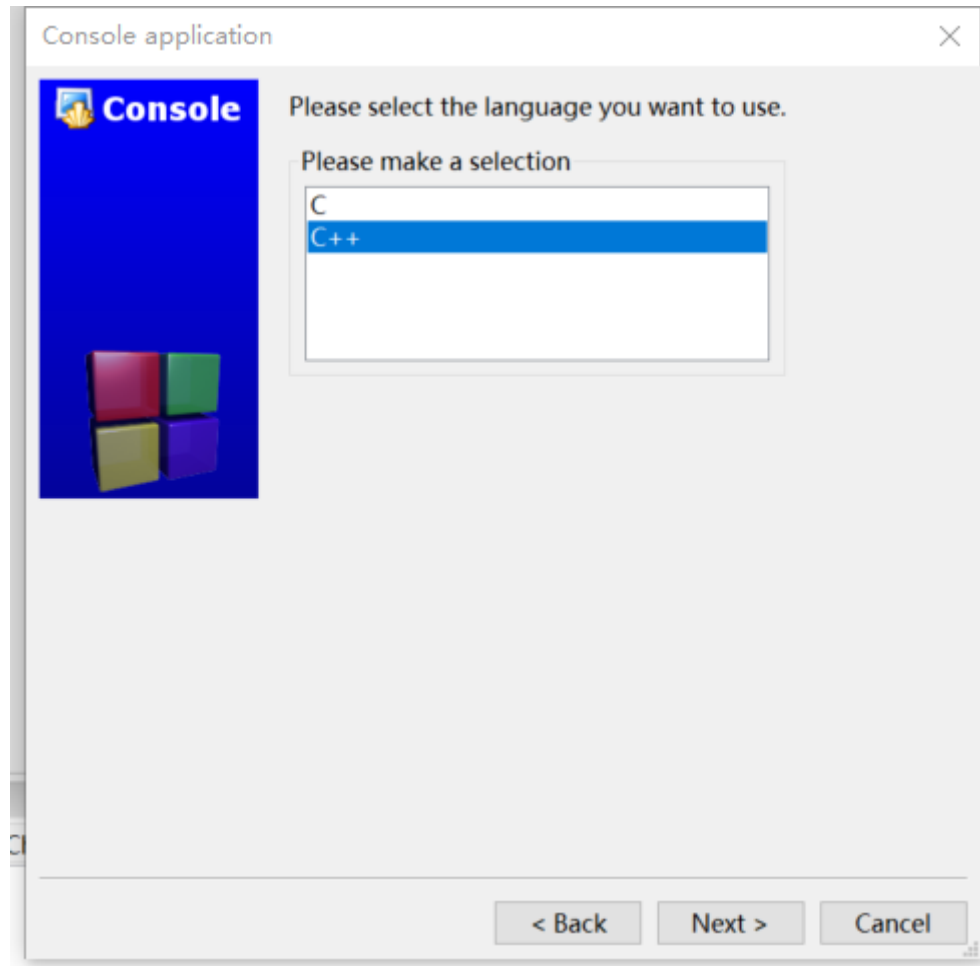 Console application
Console
Please select the language you want to use.
Please make a selection
C
C++
< Back
Next >
Cancel